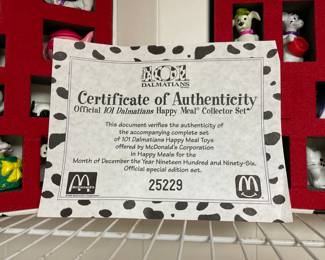 101
DALMATIANS
Certificate of Authenticity
Official 101 Dalmatians Happy Meal® Collector Set
This document verifies the authenticity of
the accompanying complete set
of 101 Dalmatians Happy Meal Toys
offered by McDonald's Corporation
in Happy Meals for the
Month of December the Year Nineteen Hundred and Ninety-Six.
Official special edition set.
25229